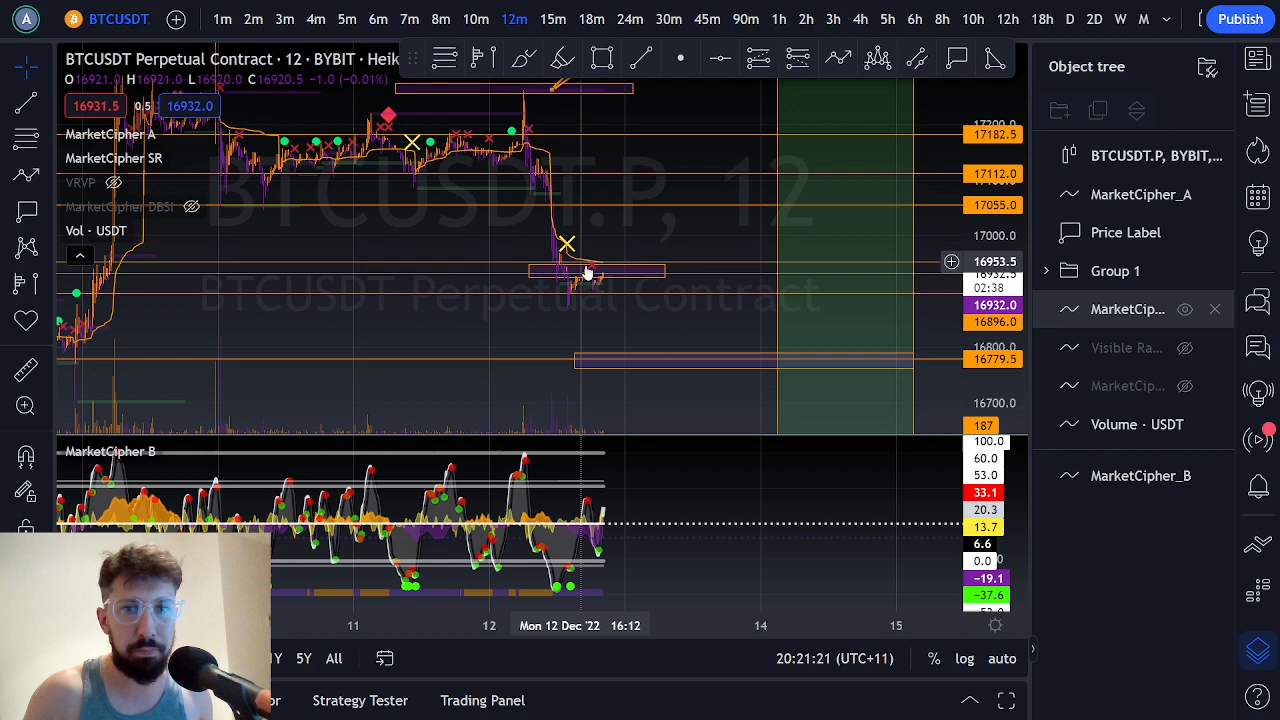 A BTCUSDT 1m 2m 3m 4m 5m 6m 7m 8m 10m 12m 15m 18m 24m 30m 45m 90m 1h 2h 3h 4h 5h 6h 8h 10h 12h 18h D 2D W M Publish
BTCUSDT Perpetual Contract · 12 · BYBIT · Heik
O16921.0 H16921.0 L16920.0 C16920.5 −1.0 (−0.01%)
16931.5 0.5 16932.0
MarketCipher A
MarketCipher SR
VRVP
MarketCipher DBSI
Vol · USDT
BTCUSDT.P, 12
BTCUSDT Perpetual Contract
17182.5
17112.0
17055.0
17000.0
16953.5
16932.5
02:38
16932.0
16896.0
16800.0
16779.5
16700.0
187
MarketCipher B
100.0
60.0
53.0
33.1
20.3
13.7
6.6
0.0
−19.1
−37.6
11 12 Mon 12 Dec '22 16:12 14 15
5Y All 20:21:21 (UTC+11) % log auto
Strategy Tester Trading Panel
Object tree
BTCUSDT.P, BYBIT,...
MarketCipher_A
Price Label
Group 1
MarketCip...
Visible Ra...
MarketCip...
Volume · USDT
MarketCipher_B